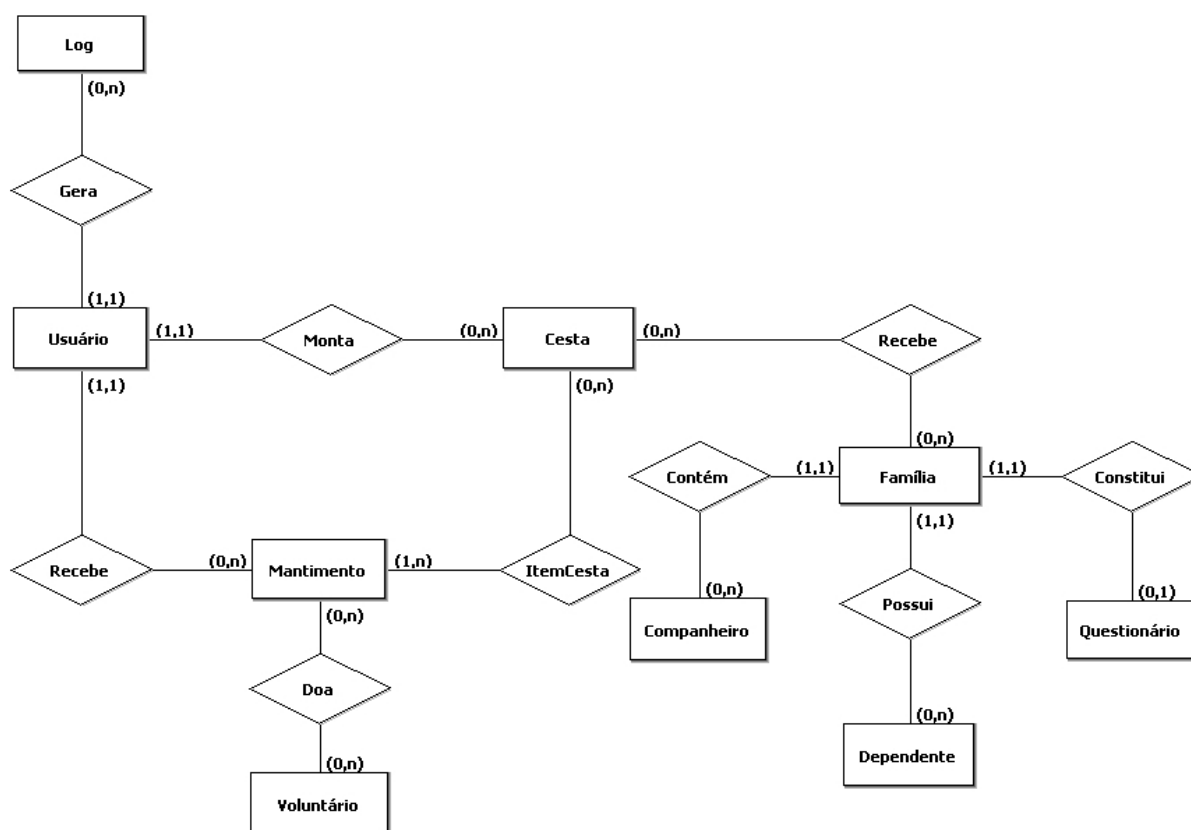 Log
(0,n)
Gera
(1,1)
Usuário
(1,1)
Monta
(0,n)
Cesta
(0,n)
Recebe
(1,1)
(0,n)
(0,n)
Contém
(1,1)
Família
(1,1)
Constitui
(1,1)
Recebe
(0,n)
Mantimento
(1,n)
ItemCesta
(0,n)
(0,n)
Companheiro
Possui
(0,1)
Questionário
Doa
(0,n)
Dependente
(0,n)
Voluntário